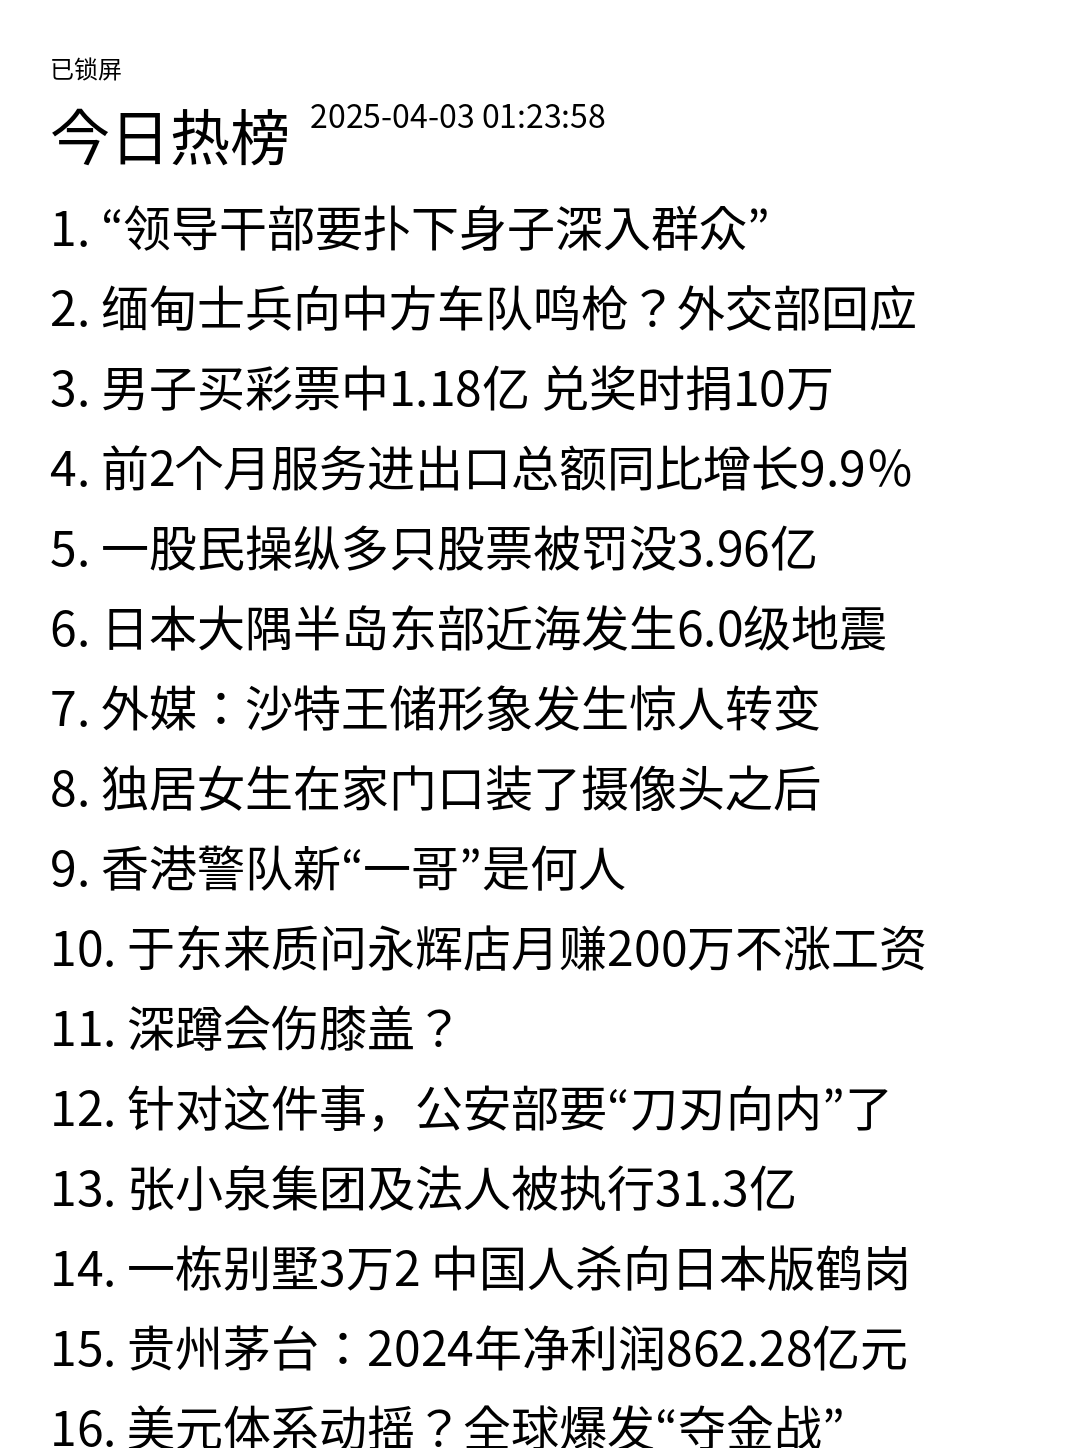 已锁屏
今日热榜 2025-04-03 01:23:58
1. “领导干部要扑下身子深入群众”
2. 缅甸士兵向中方车队鸣枪？外交部回应
3. 男子买彩票中1.18亿 兑奖时捐10万
4. 前2个月服务进出口总额同比增长9.9%
5. 一股民操纵多只股票被罚没3.96亿
6. 日本大隅半岛东部近海发生6.0级地震
7. 外媒：沙特王储形象发生惊人转变
8. 独居女生在家门口装了摄像头之后
9. 香港警队新“一哥”是何人
10. 于东来质问永辉店月赚200万不涨工资
11. 深蹲会伤膝盖？
12. 针对这件事，公安部要“刀刃向内”了
13. 张小泉集团及法人被执行31.3亿
14. 一栋别墅3万2 中国人杀向日本版鹤岗
15. 贵州茅台：2024年净利润862.28亿元
16. 美元体系动摇？全球爆发“夺金战”